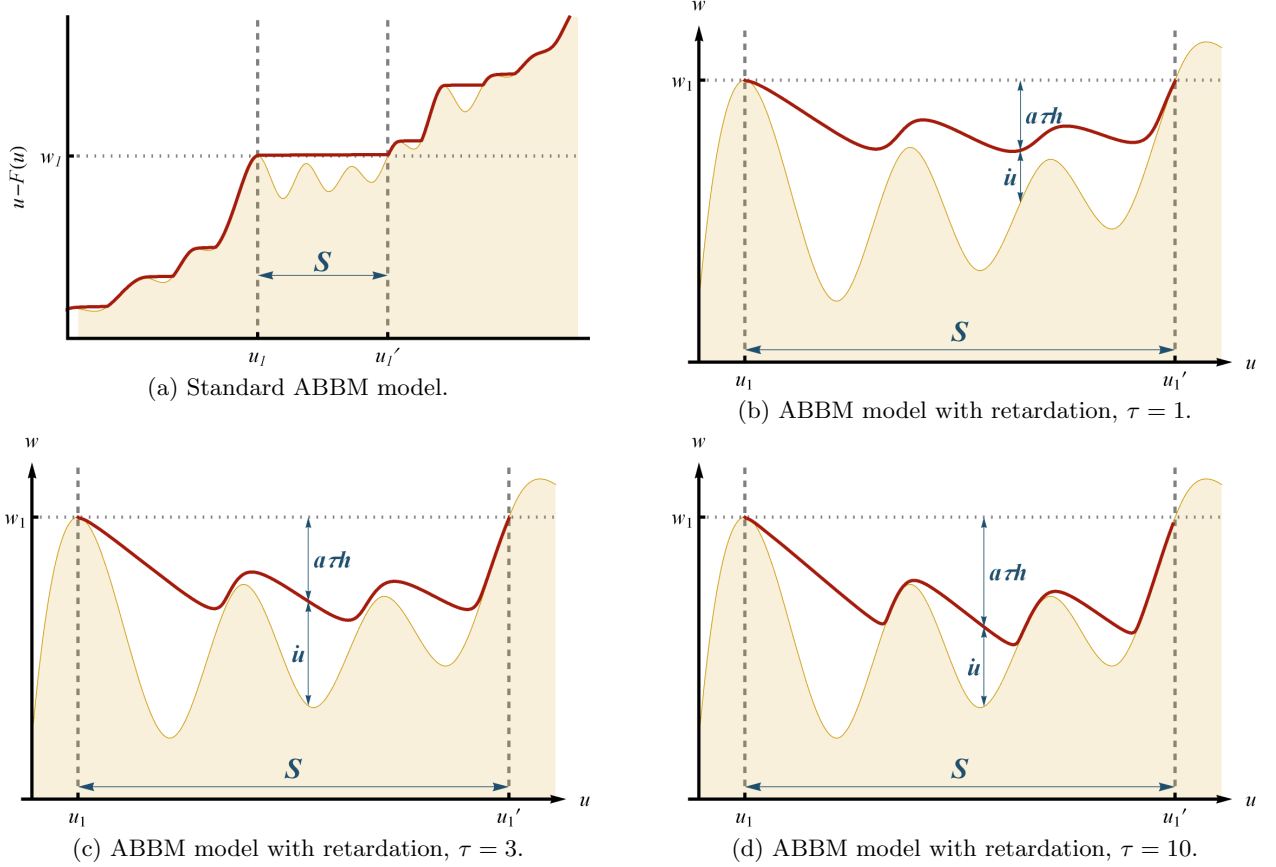 u−F(u)
w₁
S
u₁ u₁′
(a) Standard ABBM model.
w
w₁
aτh
u̇
S
u₁ u₁′ u
(b) ABBM model with retardation, τ = 1.
w
w₁
aτh
u̇
S
u₁ u₁′ u
(c) ABBM model with retardation, τ = 3.
w
w₁
aτh
u̇
S
u₁ u₁′ u
(d) ABBM model with retardation, τ = 10.